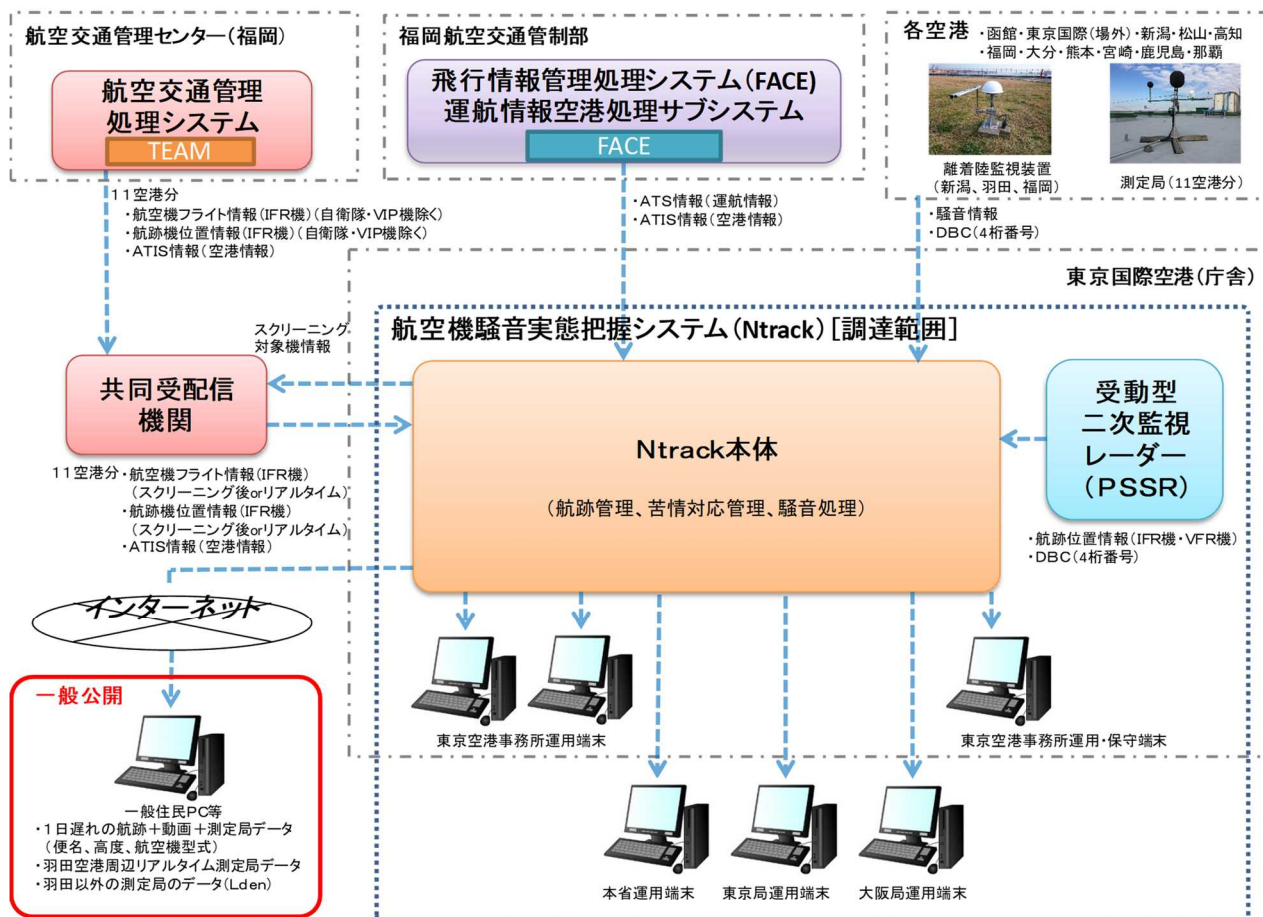 航空交通管理センター(福岡)
航空交通管理
処理システム
TEAM
福岡航空交通管制部
飛行情報管理処理システム(FACE)
運航情報空港処理サブシステム
FACE
各空港
・函館・東京国際(場外)・新潟・松山・高知
・福岡・大分・熊本・宮崎・鹿児島・那覇
離着陸監視装置
(新潟、羽田、福岡)
測定局(11空港分)
11空港分
・航空機フライト情報(IFR機)(自衛隊・VIP機除く)
・航跡機位置情報(IFR機)(自衛隊・VIP機除く)
・ATIS情報(空港情報)
・ATS情報(運航情報)
・ATIS情報(空港情報)
・騒音情報
・DBC(4桁番号)
東京国際空港(庁舎)
航空機騒音実態把握システム(Ntrack)[調達範囲]
スクリーニング
対象機情報
共同受配信
機関
Ntrack本体
(航跡管理、苦情対応管理、騒音処理)
受動型
二次監視
レーダー
(PSSR)
11空港分・航空機フライト情報(IFR機)
(スクリーニング後orリアルタイム)
・航跡機位置情報(IFR機)
(スクリーニング後orリアルタイム)
・ATIS情報(空港情報)
・航跡位置情報(IFR機・VFR機)
・DBC(4桁番号)
インターネット
東京空港事務所運用端末
東京空港事務所運用・保守端末
一般公開
一般住民PC等
・1日遅れの航跡+動画+測定局データ
(便名、高度、航空機型式)
・羽田空港周辺リアルタイム測定局データ
・羽田以外の測定局のデータ(Lden)
本省運用端末
東京局運用端末
大阪局運用端末